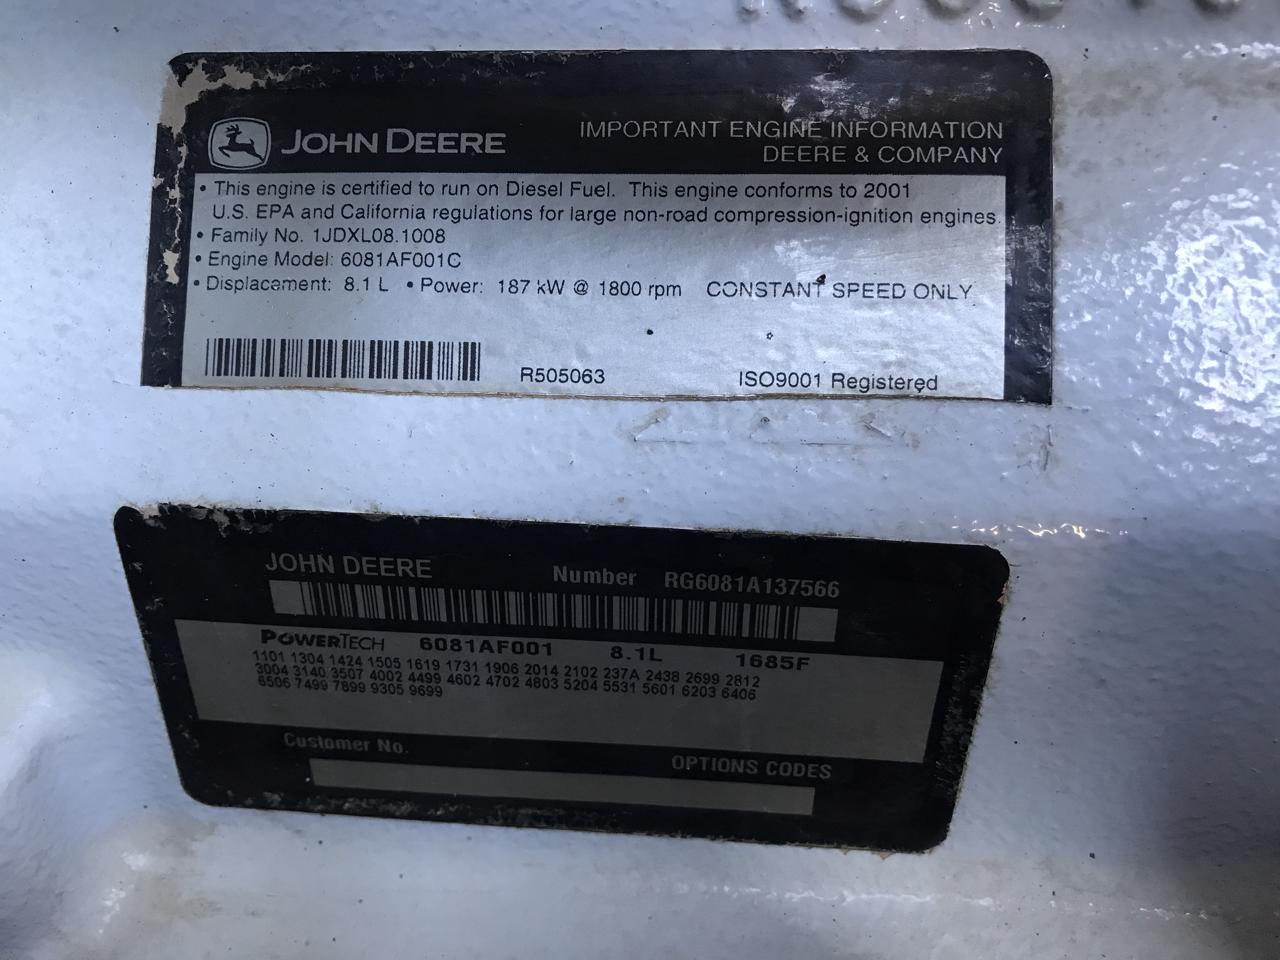 JOHN DEERE
IMPORTANT ENGINE INFORMATION
DEERE & COMPANY
• This engine is certified to run on Diesel Fuel. This engine conforms to 2001
U.S. EPA and California regulations for large non-road compression-ignition engines.
• Family No. 1JDXL08.1008
• Engine Model: 6081AF001C
• Displacement: 8.1 L • Power: 187 kW @ 1800 rpm CONSTANT SPEED ONLY
R505063 ISO9001 Registered
JOHN DEERE Number RG6081A137566
POWERTECH 6081AF001 8.1L 1685F
1101 1304 1424 1505 1619 1731 1906 2014 2102 237A 2438 2699 2812
3004 3140 3507 4002 4499 4602 4702 4803 5204 5531 5601 6203 6406
6506 7499 7899 9305 9699
Customer No. OPTIONS CODES